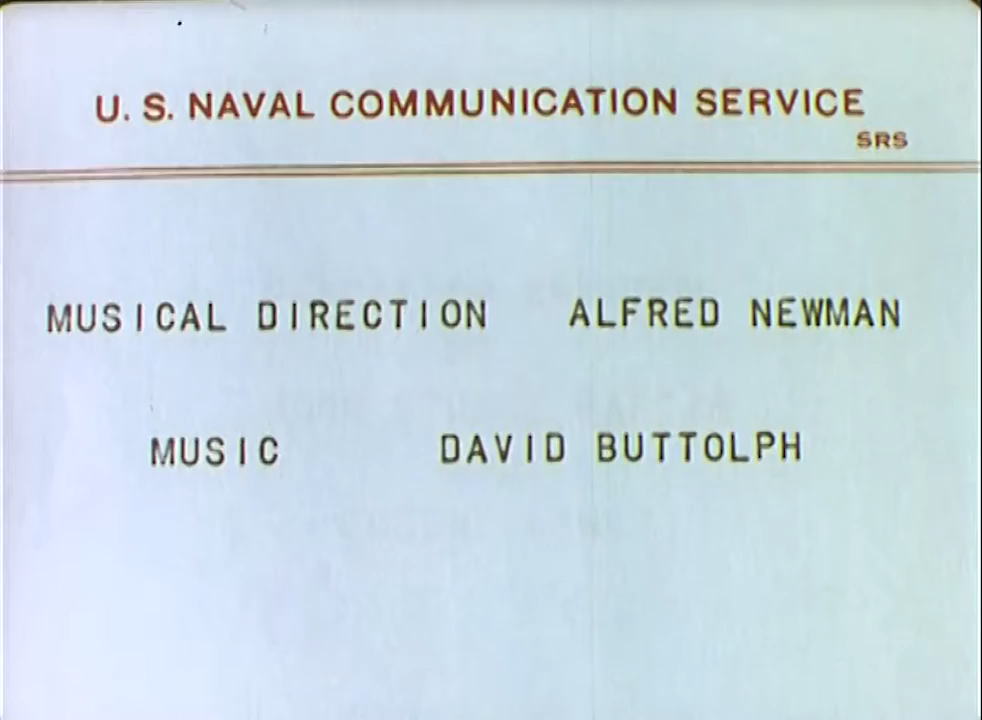 U. S. NAVAL COMMUNICATION SERVICE
SRS
MUSICAL DIRECTION ALFRED NEWMAN
MUSIC DAVID BUTTOLPH